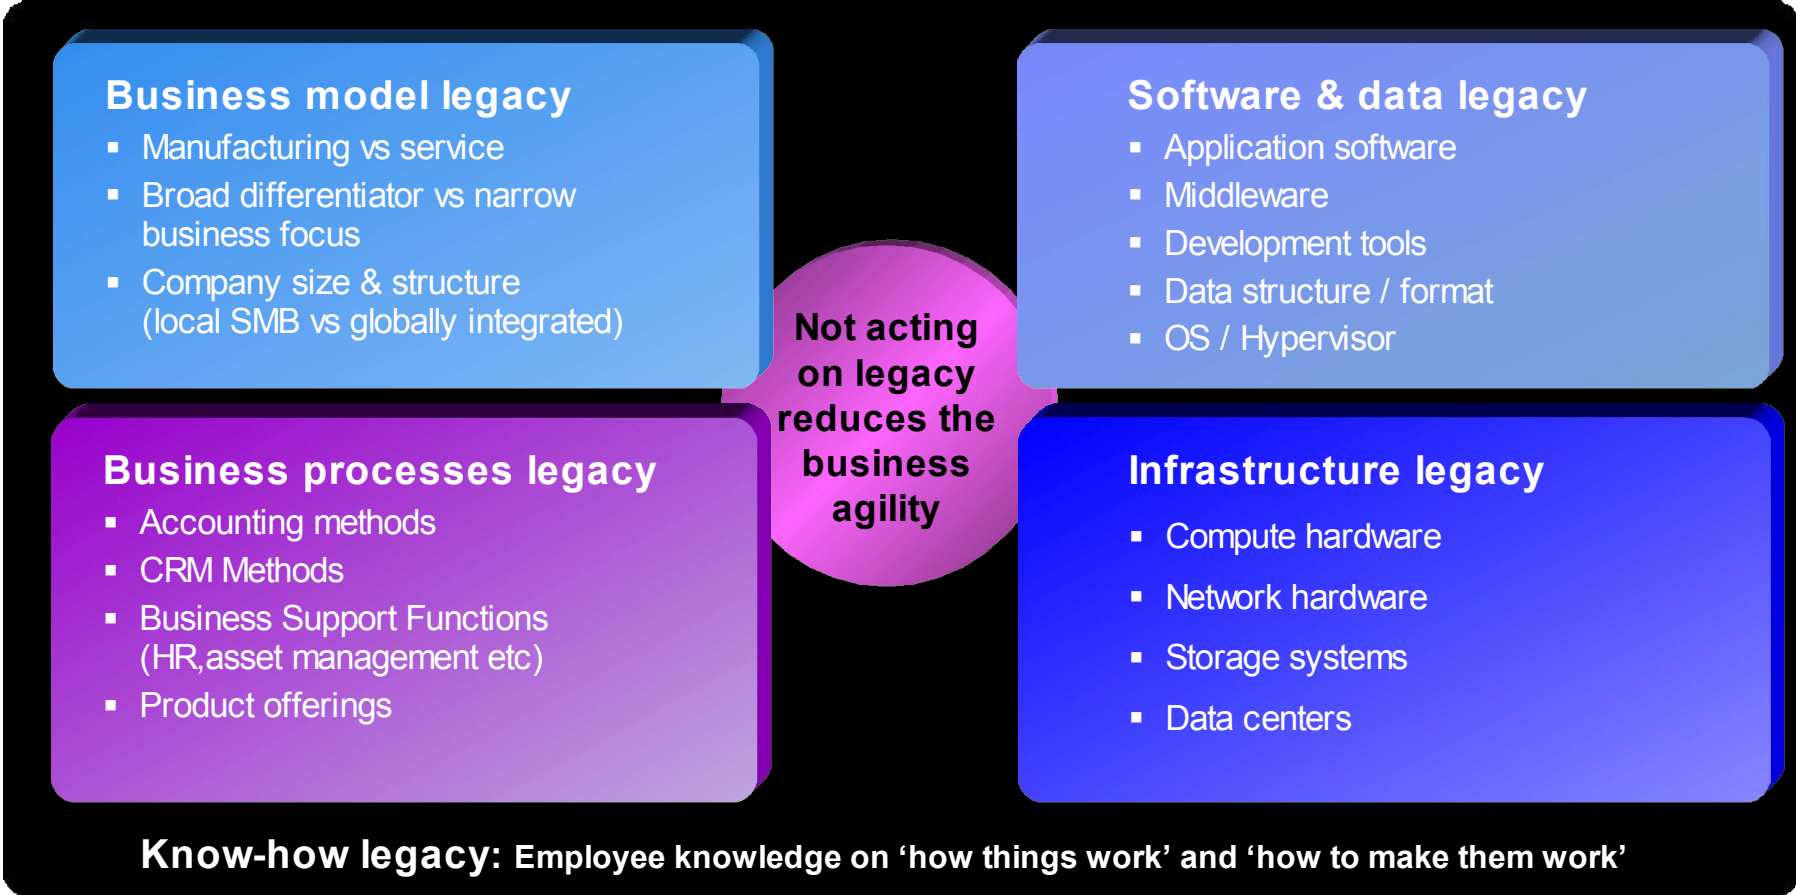 Business model legacy
▪ Manufacturing vs service
▪ Broad differentiator vs narrow
business focus
▪ Company size & structure
(local SMB vs globally integrated)
Software & data legacy
▪ Application software
▪ Middleware
▪ Development tools
▪ Data structure / format
▪ OS / Hypervisor
Not acting
on legacy
reduces the
business
agility
Business processes legacy
▪ Accounting methods
▪ CRM Methods
▪ Business Support Functions
(HR,asset management etc)
▪ Product offerings
Infrastructure legacy
▪ Compute hardware
▪ Network hardware
▪ Storage systems
▪ Data centers
Know-how legacy: Employee knowledge on ‘how things work’ and ‘how to make them work’